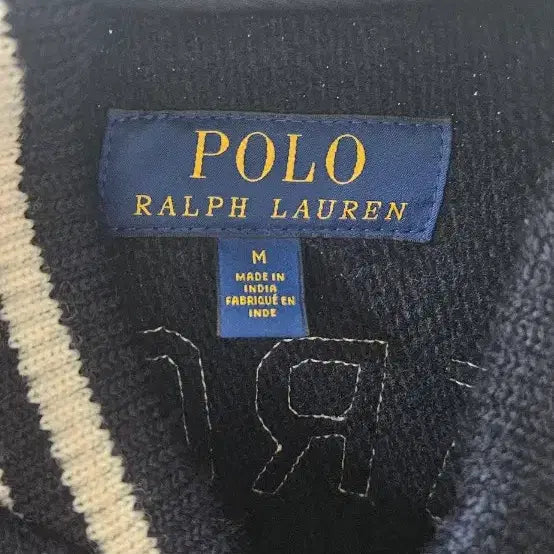 POLO
RALPH LAUREN
M
MADE IN
INDIA
FABRIQUÉ EN
INDE